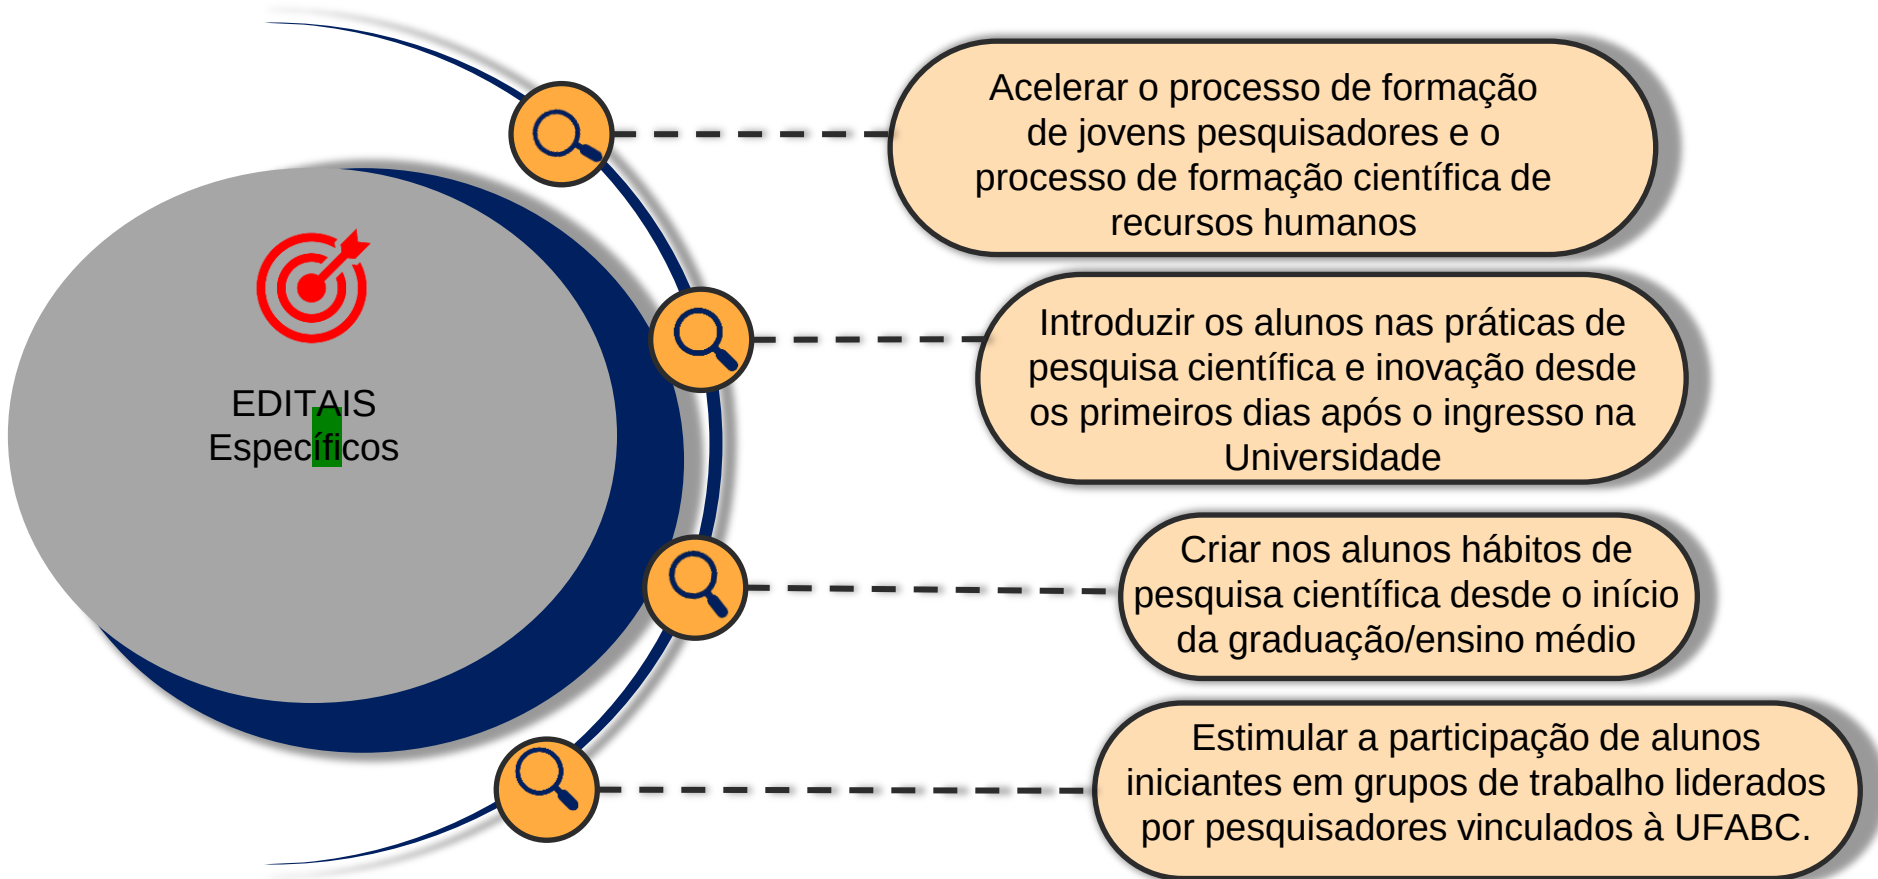 EDITAIS
Específicos
Acelerar o processo de formação
de jovens pesquisadores e o
processo de formação científica de
recursos humanos
Introduzir os alunos nas práticas de
pesquisa científica e inovação desde
os primeiros dias após o ingresso na
Universidade
Criar nos alunos hábitos de
pesquisa científica desde o início
da graduação/ensino médio
Estimular a participação de alunos
iniciantes em grupos de trabalho liderados
por pesquisadores vinculados à UFABC.